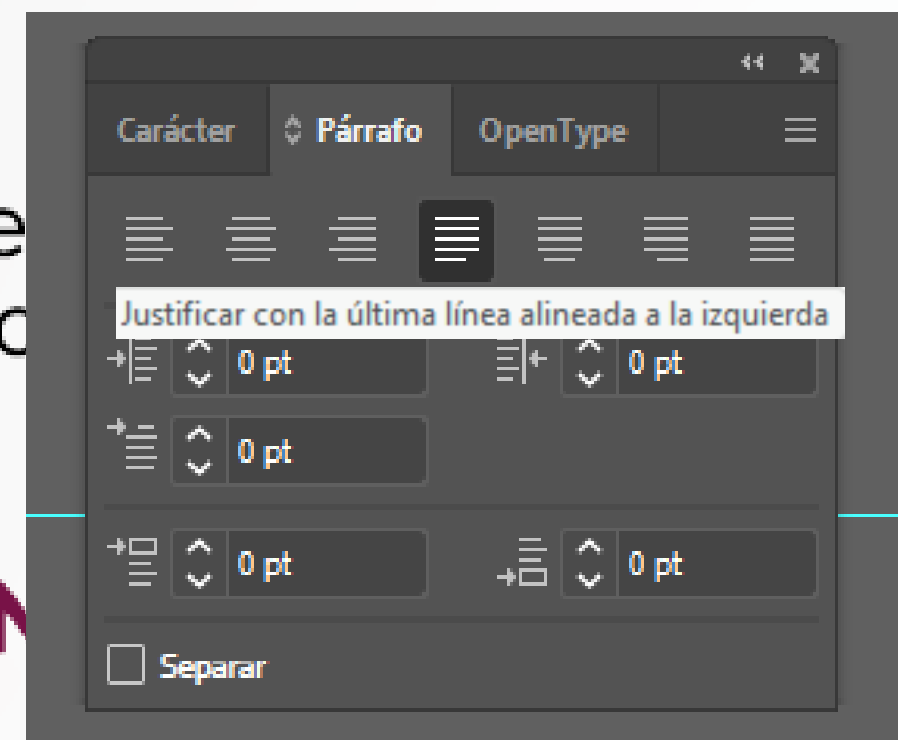 Carácter Párrafo OpenType
Justificar con la última línea alineada a la izquierda
0 pt 0 pt
0 pt
0 pt 0 pt
Separar